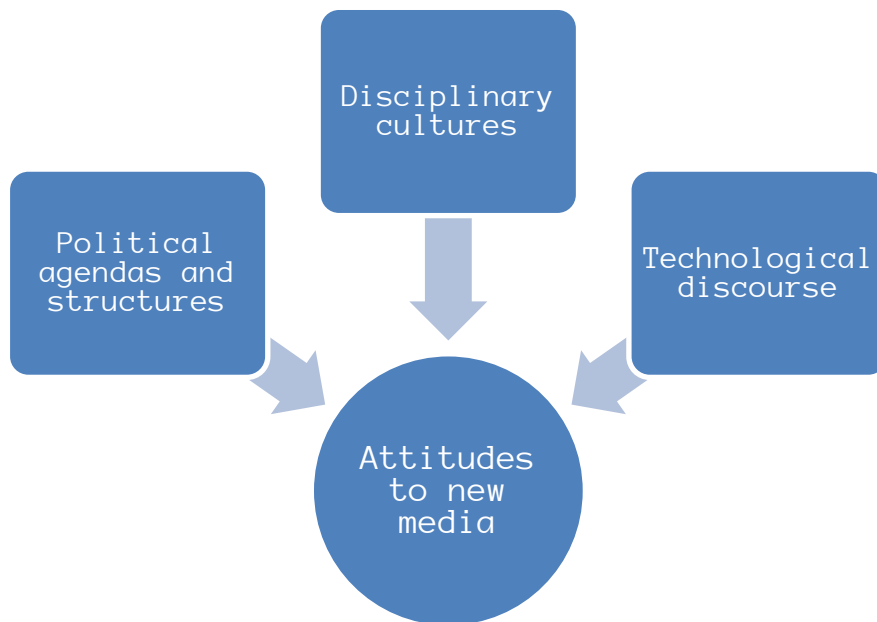 Disciplinary
cultures
Political
agendas and
structures
Technological
discourse
Attitudes
to new
media